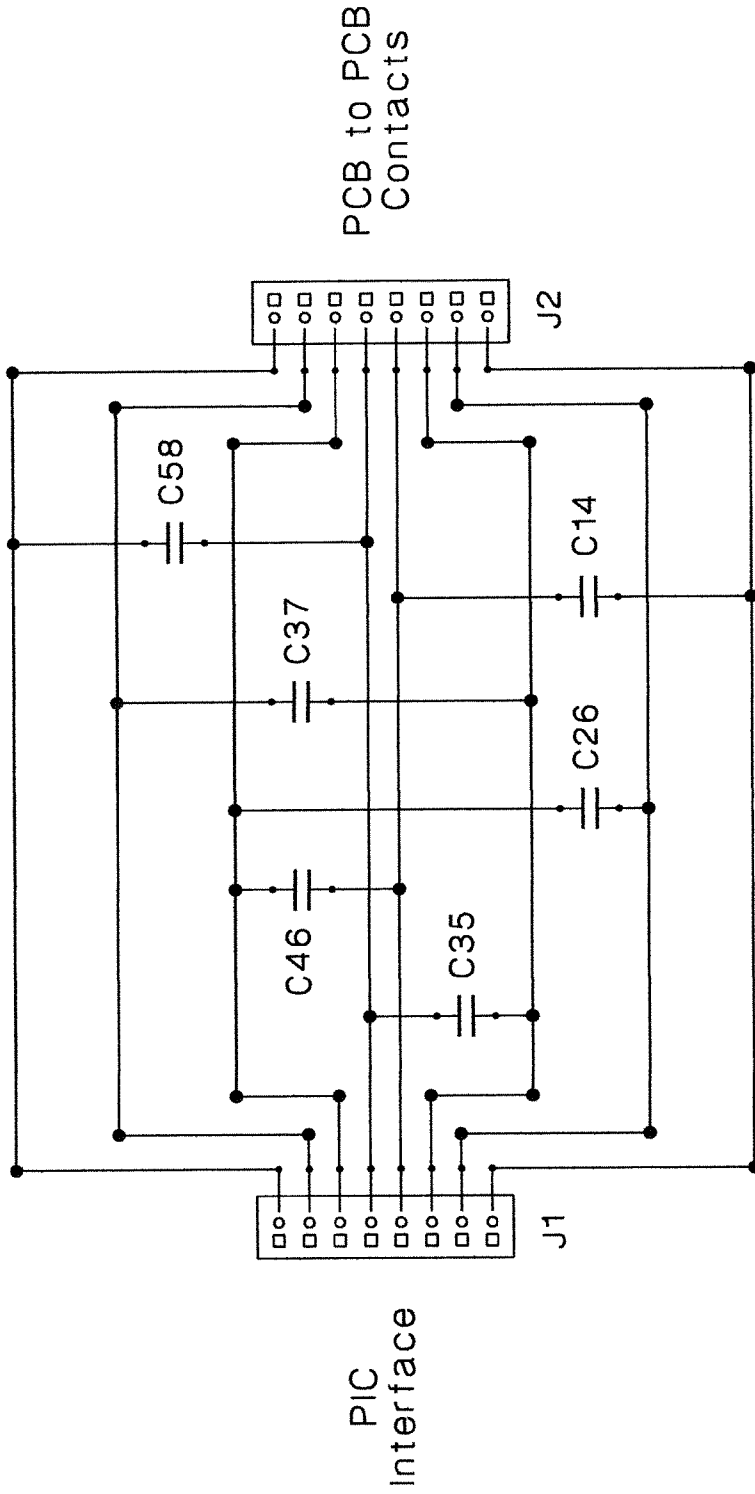 PIC
Interface
J1
C46
C35
C26
C37
C14
C58
J2
PCB to PCB
Contacts